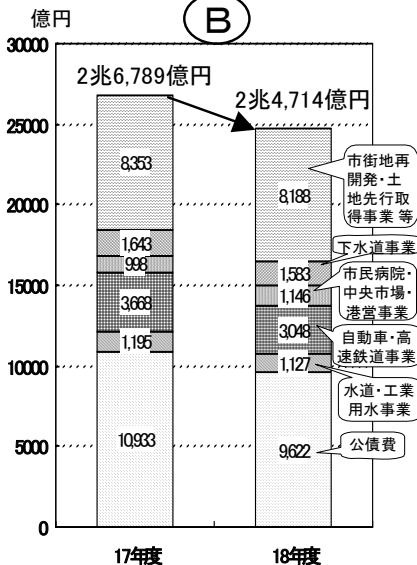 億円
B
30000
25000
20000
15000
10000
5000
0
2兆6,789億円
2兆4,714億円
8,353
1,643
998
3,668
1,195
10,933
8,188
1,583
1,146
3,048
1,127
9,622
市街地再
開発・土
地先行取
得事業 等
下水道事業
市民病院・
中央市場・
港営事業
自動車・高
速鉄道事業
水道・工業
用水事業
公債費
17年度
18年度